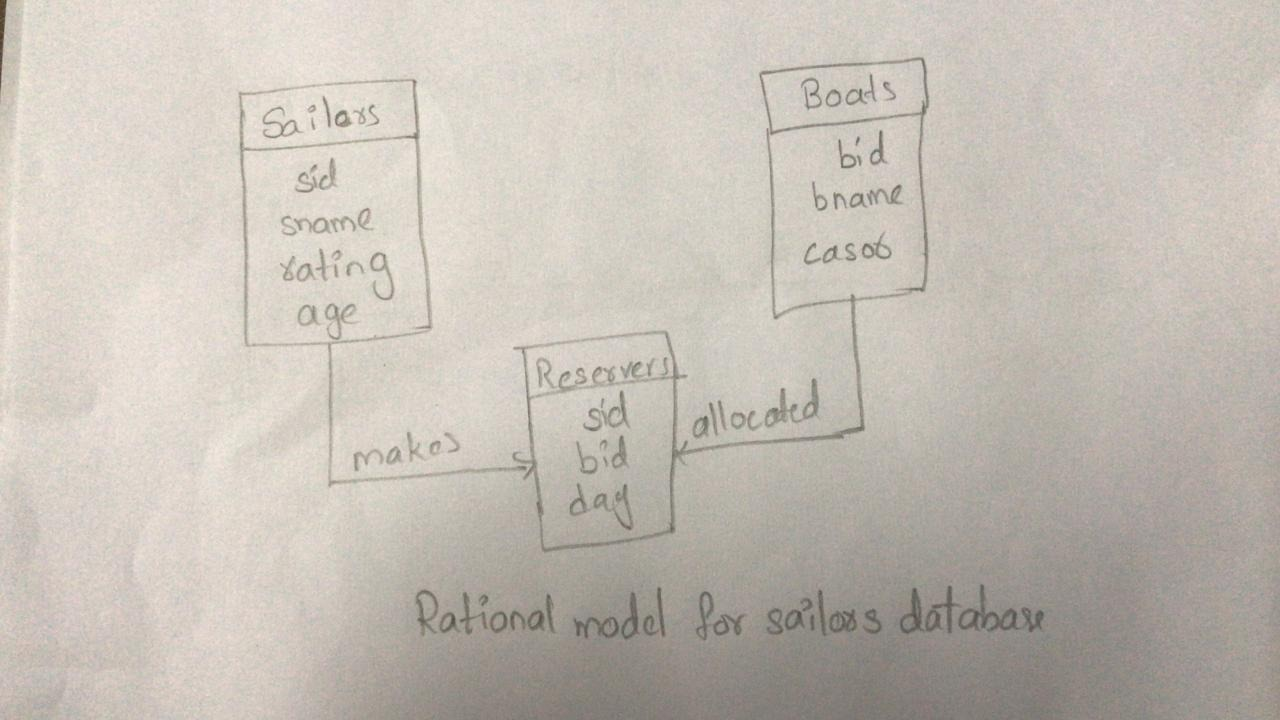 Sailors
sid
sname
rating
age
Boats
bid
bname
Reservers
sid
bid
day
makes
allocated
Rational model for sailors database